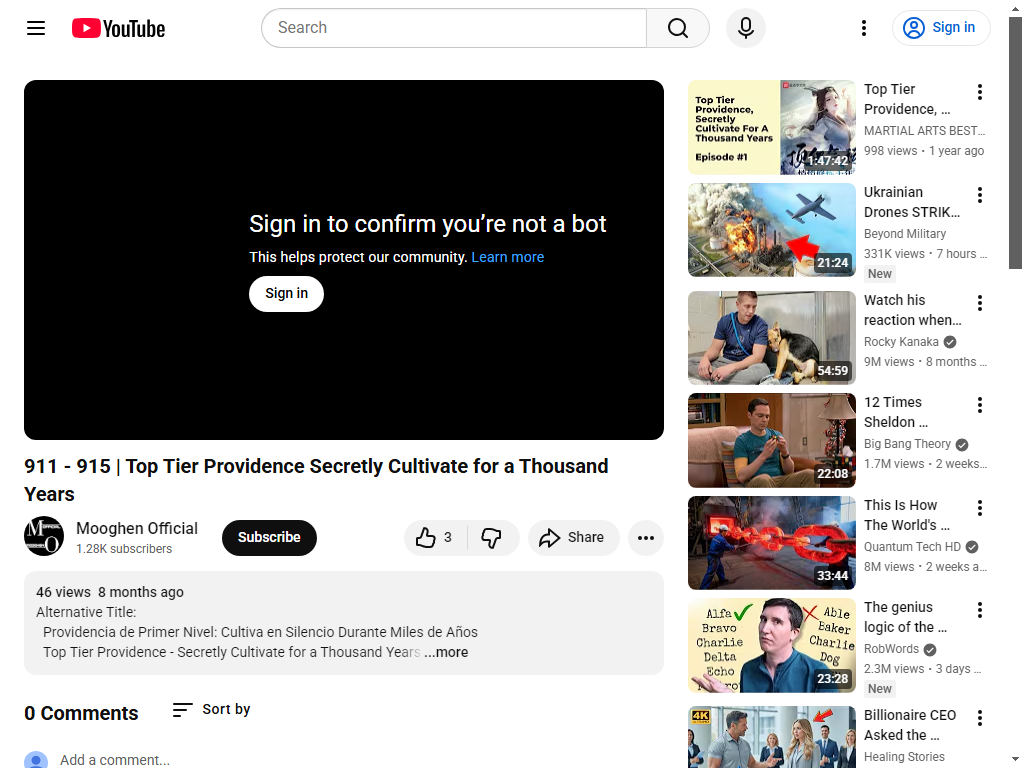 YouTube
Search
Sign in
Sign in to confirm you're not a bot
This helps protect our community. Learn more
Sign in
911 - 915 | Top Tier Providence Secretly Cultivate for a Thousand
Years
Mooghen Official
1.28K subscribers
Subscribe
3
Share
46 views 8 months ago
Alternative Title:
Providencia de Primer Nivel: Cultiva en Silencio Durante Miles de Años
Top Tier Providence - Secretly Cultivate for a Thousand Years ...more
0 Comments
Sort by
Add a comment...
Top Tier
Providence,
Secretly
Cultivate For A
Thousand Years
Episode #1
1:47:42
Top Tier
Providence, …
MARTIAL ARTS BEST…
998 views • 1 year ago
21:24
Ukrainian
Drones STRIK…
Beyond Military
331K views • 7 hours …
New
54:59
Watch his
reaction when…
Rocky Kanaka
9M views • 8 months …
22:08
12 Times
Sheldon …
Big Bang Theory
1.7M views • 2 weeks…
33:44
This Is How
The World's …
Quantum Tech HD
8M views • 2 weeks a…
Alfa
Bravo
Charlie
Delta
Echo
Able
Baker
Charlie
Dog
23:28
The genius
logic of the …
RobWords
2.3M views • 3 days …
New
4K
Billionaire CEO
Asked the …
Healing Stories